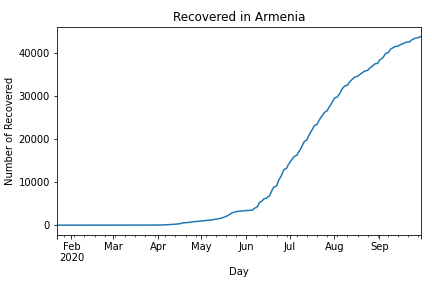 Recovered in Armenia
Number of Recovered
40000
30000
20000
10000
0
Feb Mar Apr May Jun Jul Aug Sep
2020
Day